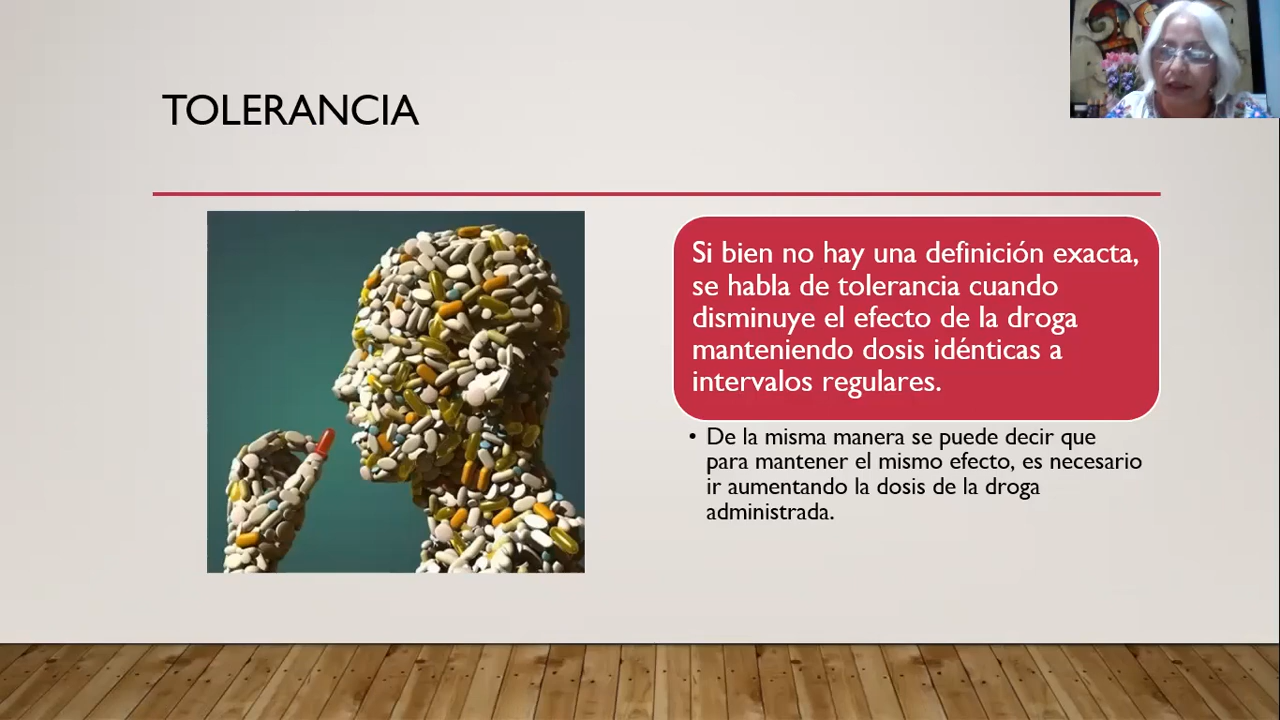 TOLERANCIA
Si bien no hay una definición exacta,
se habla de tolerancia cuando
disminuye el efecto de la droga
manteniendo dosis idénticas a
intervalos regulares.
• De la misma manera se puede decir que
para mantener el mismo efecto, es necesario
ir aumentando la dosis de la droga
administrada.